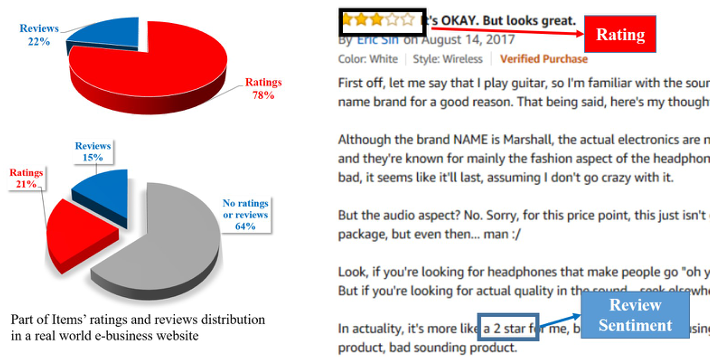 Reviews
22%
Ratings
78%
Reviews
15%
Ratings
21%
No ratings
or reviews
64%
Part of Items' ratings and reviews distribution
in a real world e-business website
It's OKAY. But looks great.
Rating
By Eric Sin on August 14, 2017
Color: White | Style: Wireless | Verified Purchase
First off, let me say that I play guitar, so I'm familiar with the
name brand for a good reason. That being said, here's my
Although the brand NAME is Marshall, the actual electronics are
and they're known for mainly the fashion aspect of the
bad, it seems like it'll last, assuming I don't go crazy with it.
But the audio aspect? No. Sorry, for this price point, this just isn't
package, but even then... man :/
Look, if you're looking for headphones that make people go "oh
But if you're looking for actual quality in the sound
Review
Sentiment
In actuality, it's more like a 2 star for me,
product, bad sounding product.